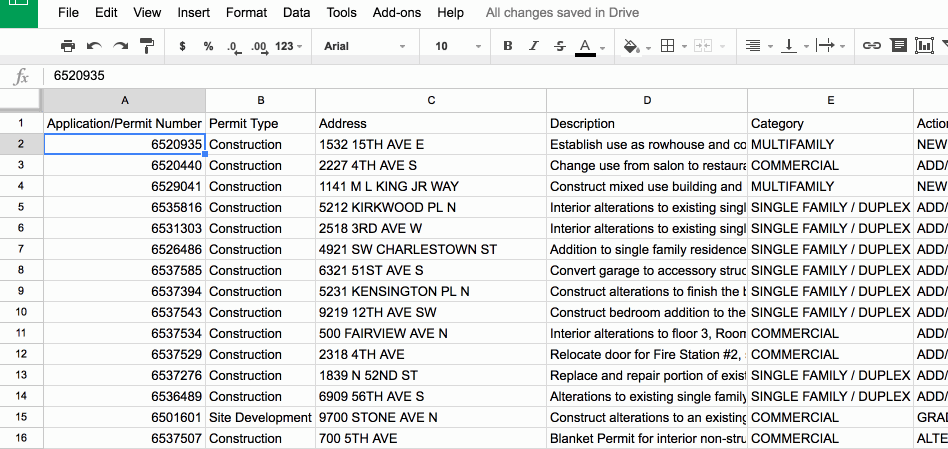 File Edit View Insert Format Data Tools Add-ons Help All changes saved in Drive
$ % .0 .00 123 Arial 10 B I S A
fx 6520935
A B C D E
1 Application/Permit Number Permit Type Address Description Category Action
2 6520935 Construction 1532 15TH AVE E Establish use as rowhouse and co MULTIFAMILY NEW
3 6520440 Construction 2227 4TH AVE S Change use from salon to restaura COMMERCIAL ADD/
4 6529041 Construction 1141 M L KING JR WAY Construct mixed use building and MULTIFAMILY NEW
5 6535816 Construction 5212 KIRKWOOD PL N Interior alterations to existing singl SINGLE FAMILY / DUPLEX ADD/
6 6531303 Construction 2518 3RD AVE W Interior alterations to existing singl SINGLE FAMILY / DUPLEX ADD/
7 6526486 Construction 4921 SW CHARLESTOWN ST Addition to single family residence SINGLE FAMILY / DUPLEX ADD/
8 6537585 Construction 6321 51ST AVE S Convert garage to accessory struc SINGLE FAMILY / DUPLEX ADD/
9 6537394 Construction 5231 KENSINGTON PL N Construct alterations to finish the b SINGLE FAMILY / DUPLEX ADD/
10 6537543 Construction 9219 12TH AVE SW Construct bedroom addition to the SINGLE FAMILY / DUPLEX ADD/
11 6537534 Construction 500 FAIRVIEW AVE N Interior alterations to floor 3, Room COMMERCIAL ADD/
12 6537529 Construction 2318 4TH AVE Relocate door for Fire Station #2, COMMERCIAL ADD/
13 6537276 Construction 1839 N 52ND ST Replace and repair portion of exist SINGLE FAMILY / DUPLEX ADD/
14 6536489 Construction 6909 56TH AVE S Alterations to existing single family SINGLE FAMILY / DUPLEX ADD/
15 6501601 Site Development 9700 STONE AVE N Construct alterations to an existing COMMERCIAL GRA
16 6537507 Construction 700 5TH AVE Blanket Permit for interior non-stru COMMERCIAL ALTE